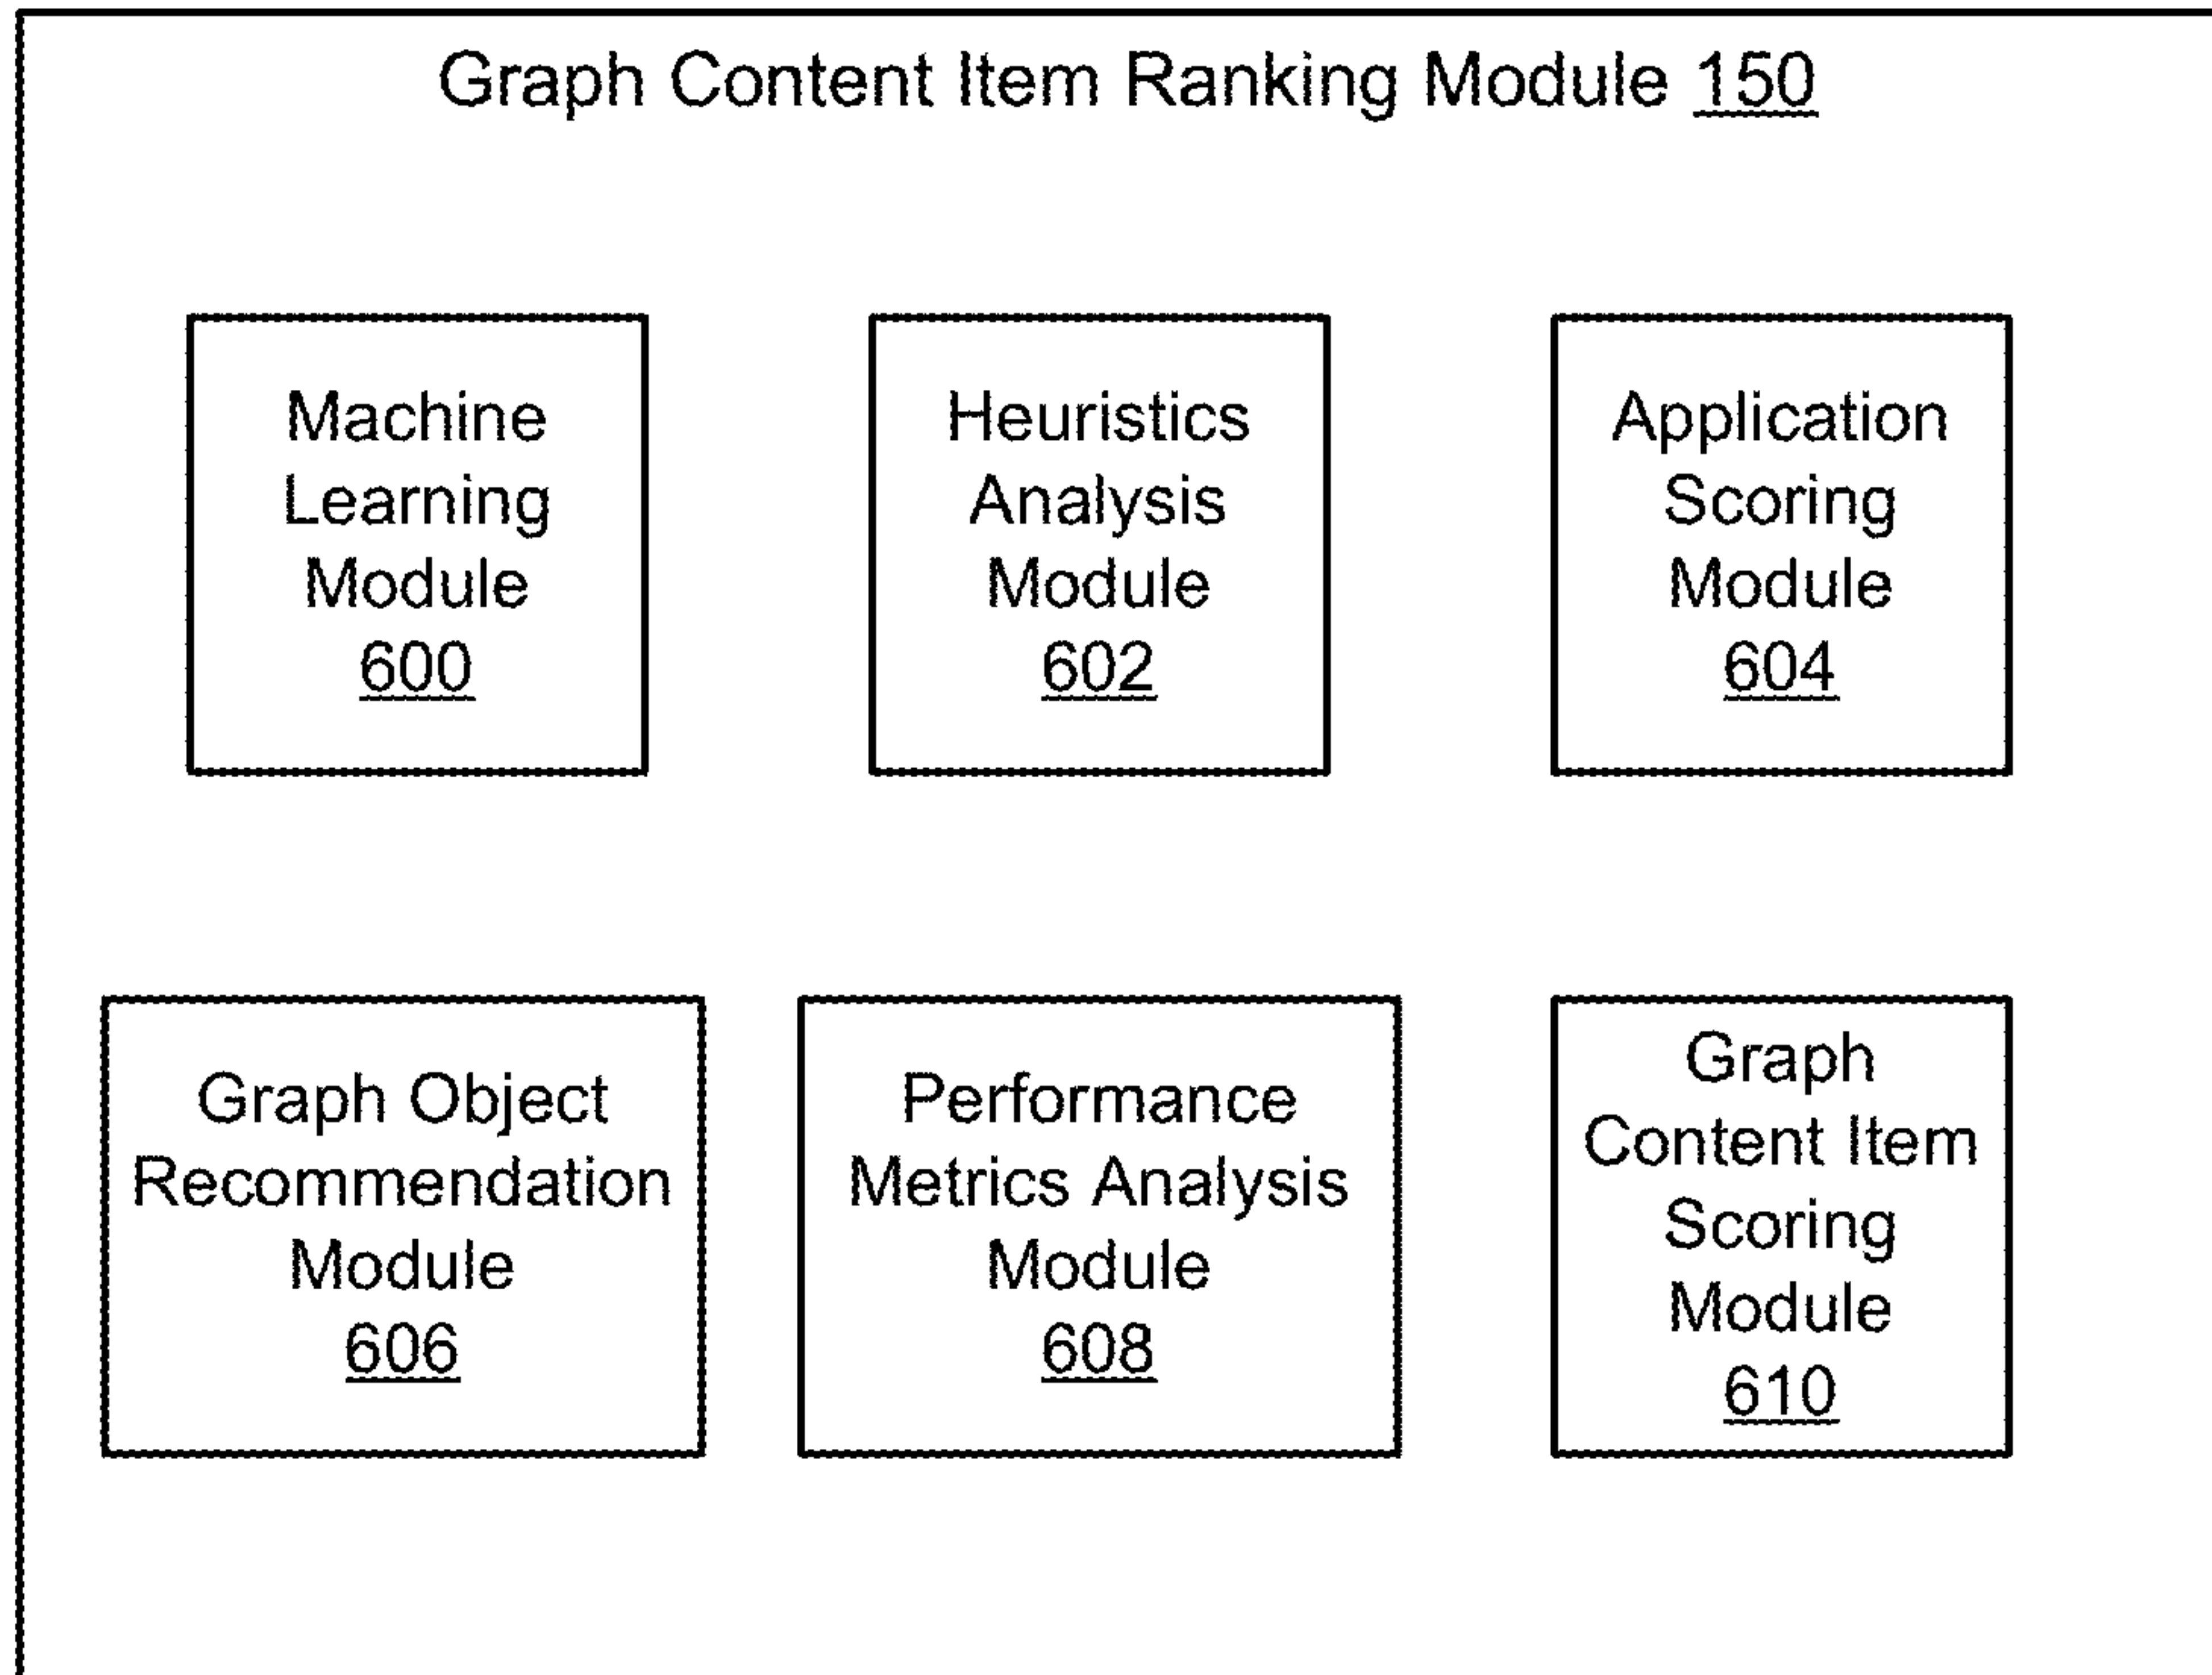 Graph Content Item Ranking Module 150
Machine
Learning
Module
600
Heuristics
Analysis
Module
602
Application
Scoring
Module
604
Graph Object
Recommendation
Module
606
Performance
Metrics Analysis
Module
608
Graph
Content Item
Scoring
Module
610